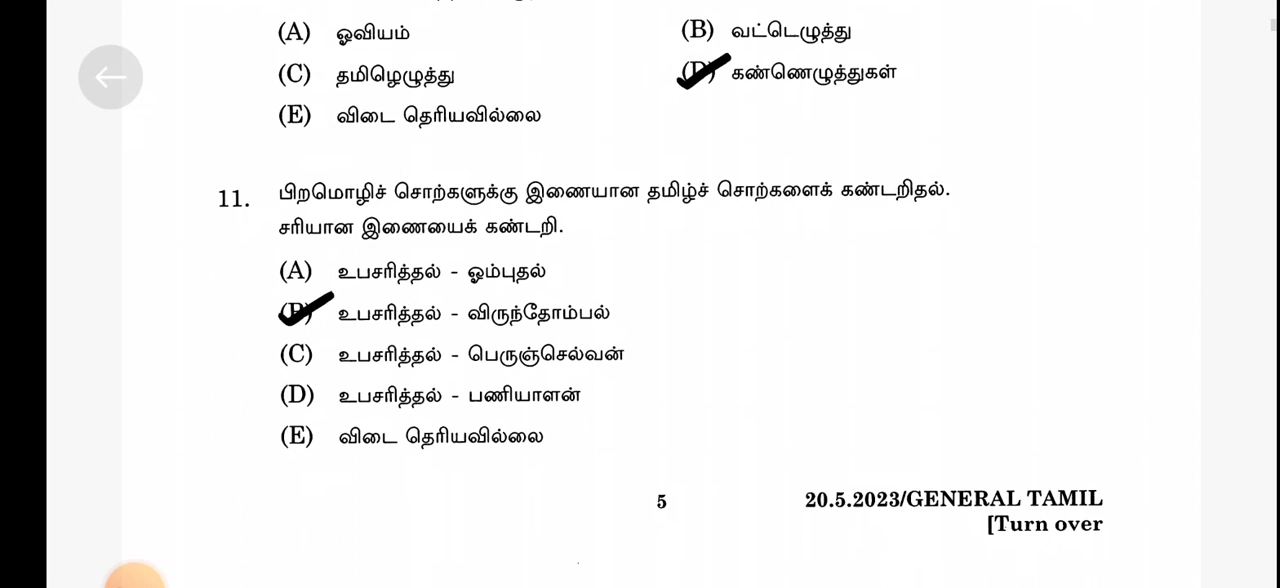 (A) ஓவியம்
(B) வட்டெழுத்து
(C) தமிழெழுத்து
(D) கண்ணெழுத்துகள்
(E) விடை தெரியவில்லை
11. பிறமொழிச் சொற்களுக்கு இணையான தமிழ்ச் சொற்களைக் கண்டறிதல்.
சரியான இணையைக் கண்டறி.
(A) உபசரித்தல் - ஓம்புதல்
(B) உபசரித்தல் - விருந்தோம்பல்
(C) உபசரித்தல் - பெருஞ்செல்வன்
(D) உபசரித்தல் - பணியாளன்
(E) விடை தெரியவில்லை
5
20.5.2023/GENERAL TAMIL
[Turn over